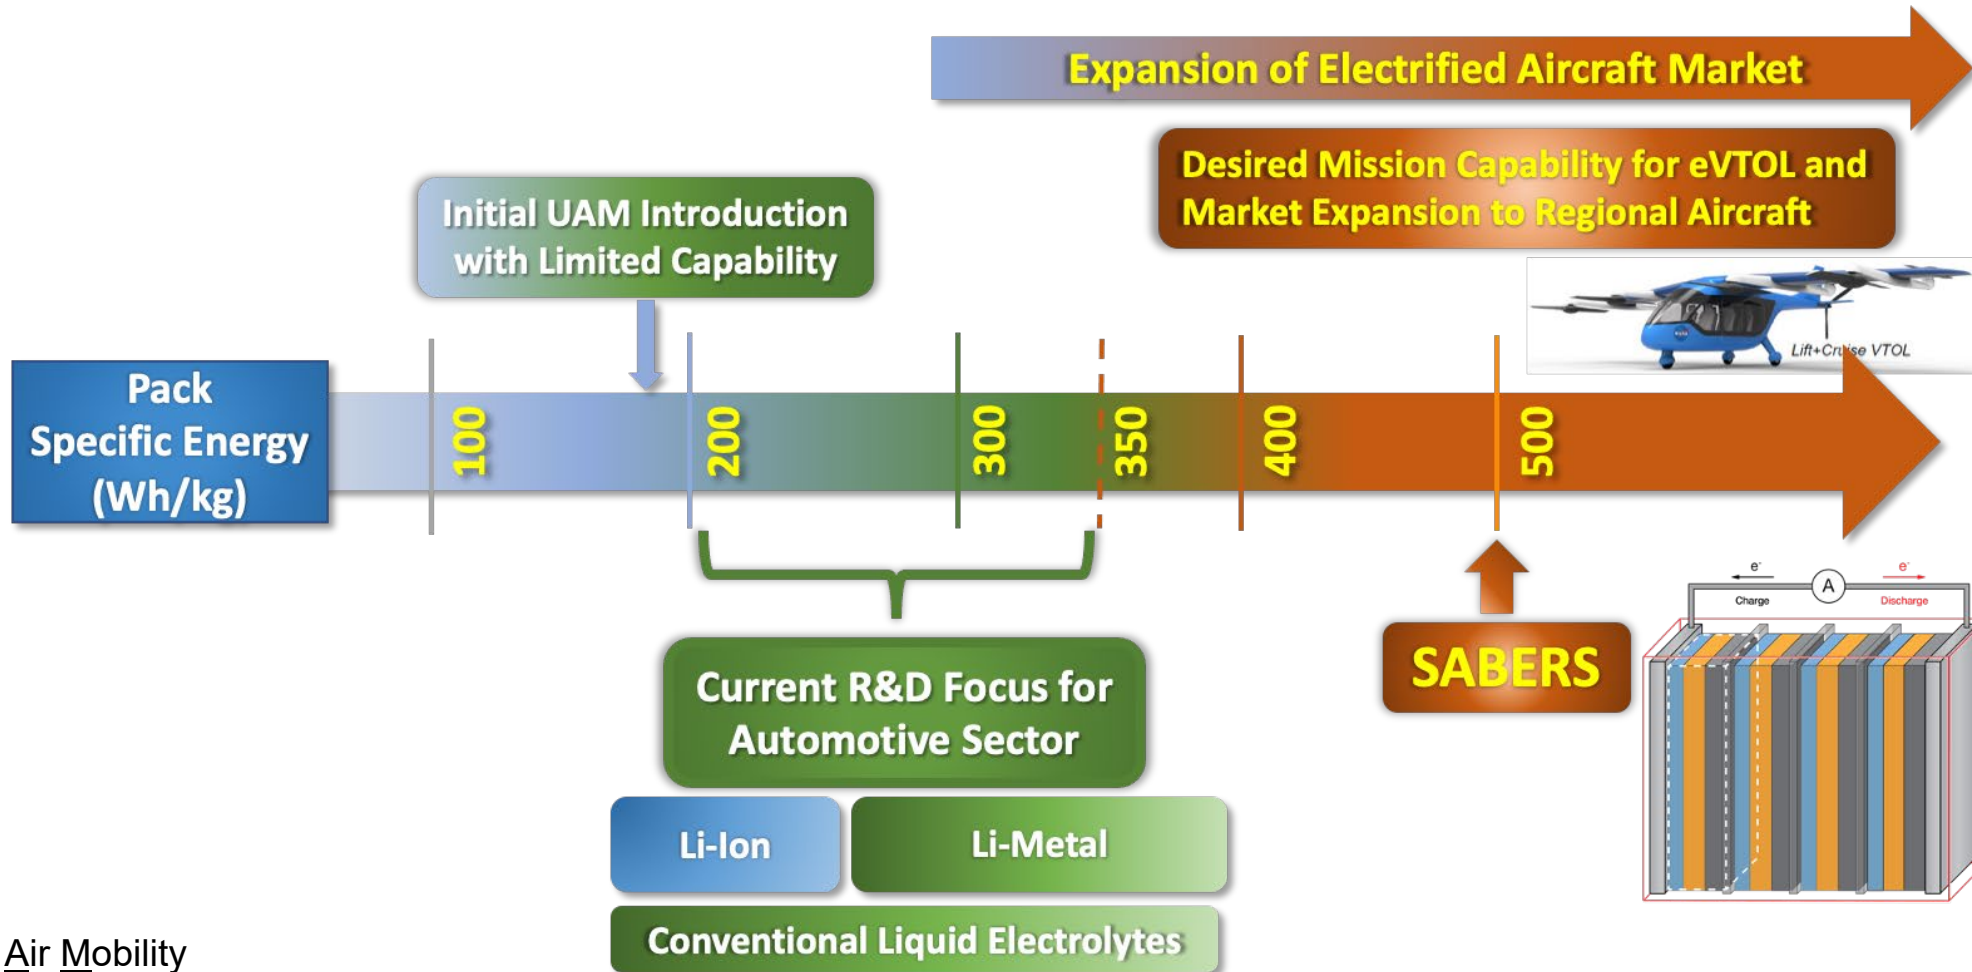 Expansion of Electrified Aircraft Market
Desired Mission Capability for eVTOL and
Market Expansion to Regional Aircraft
Initial UAM Introduction
with Limited Capability
Lift+Cruise VTOL
Pack
Specific Energy
(Wh/kg)
100
200
300
350
400
500
e-
e-
A
Charge
Discharge
SABERS
Current R&D Focus for
Automotive Sector
Li-Ion
Li-Metal
Conventional Liquid Electrolytes
Air Mobility